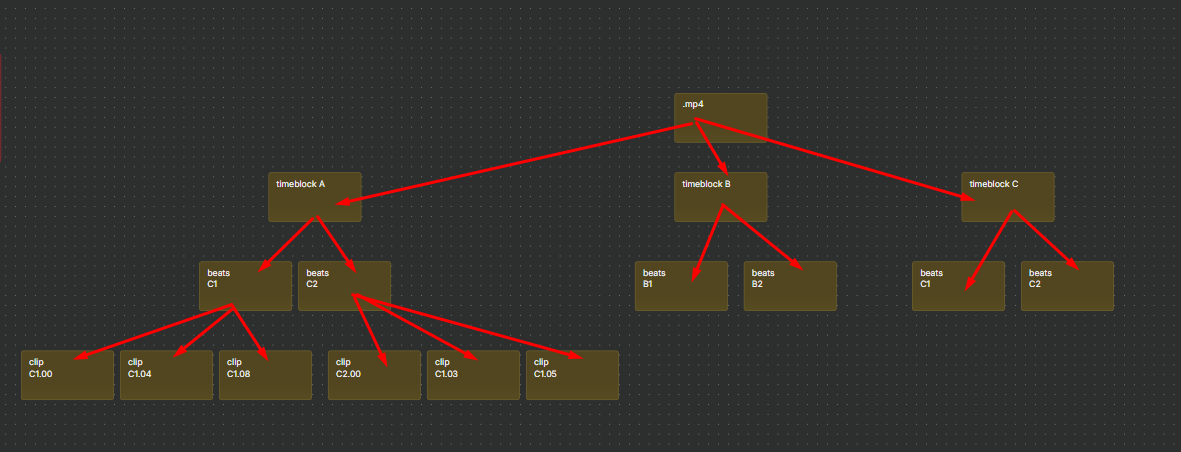 .mp4
timeblock A
timeblock B
timeblock C
beats
C1
beats
C2
beats
B1
beats
B2
beats
C1
beats
C2
clip
C1.00
clip
C1.04
clip
C1.08
clip
C2.00
clip
C1.03
clip
C1.05